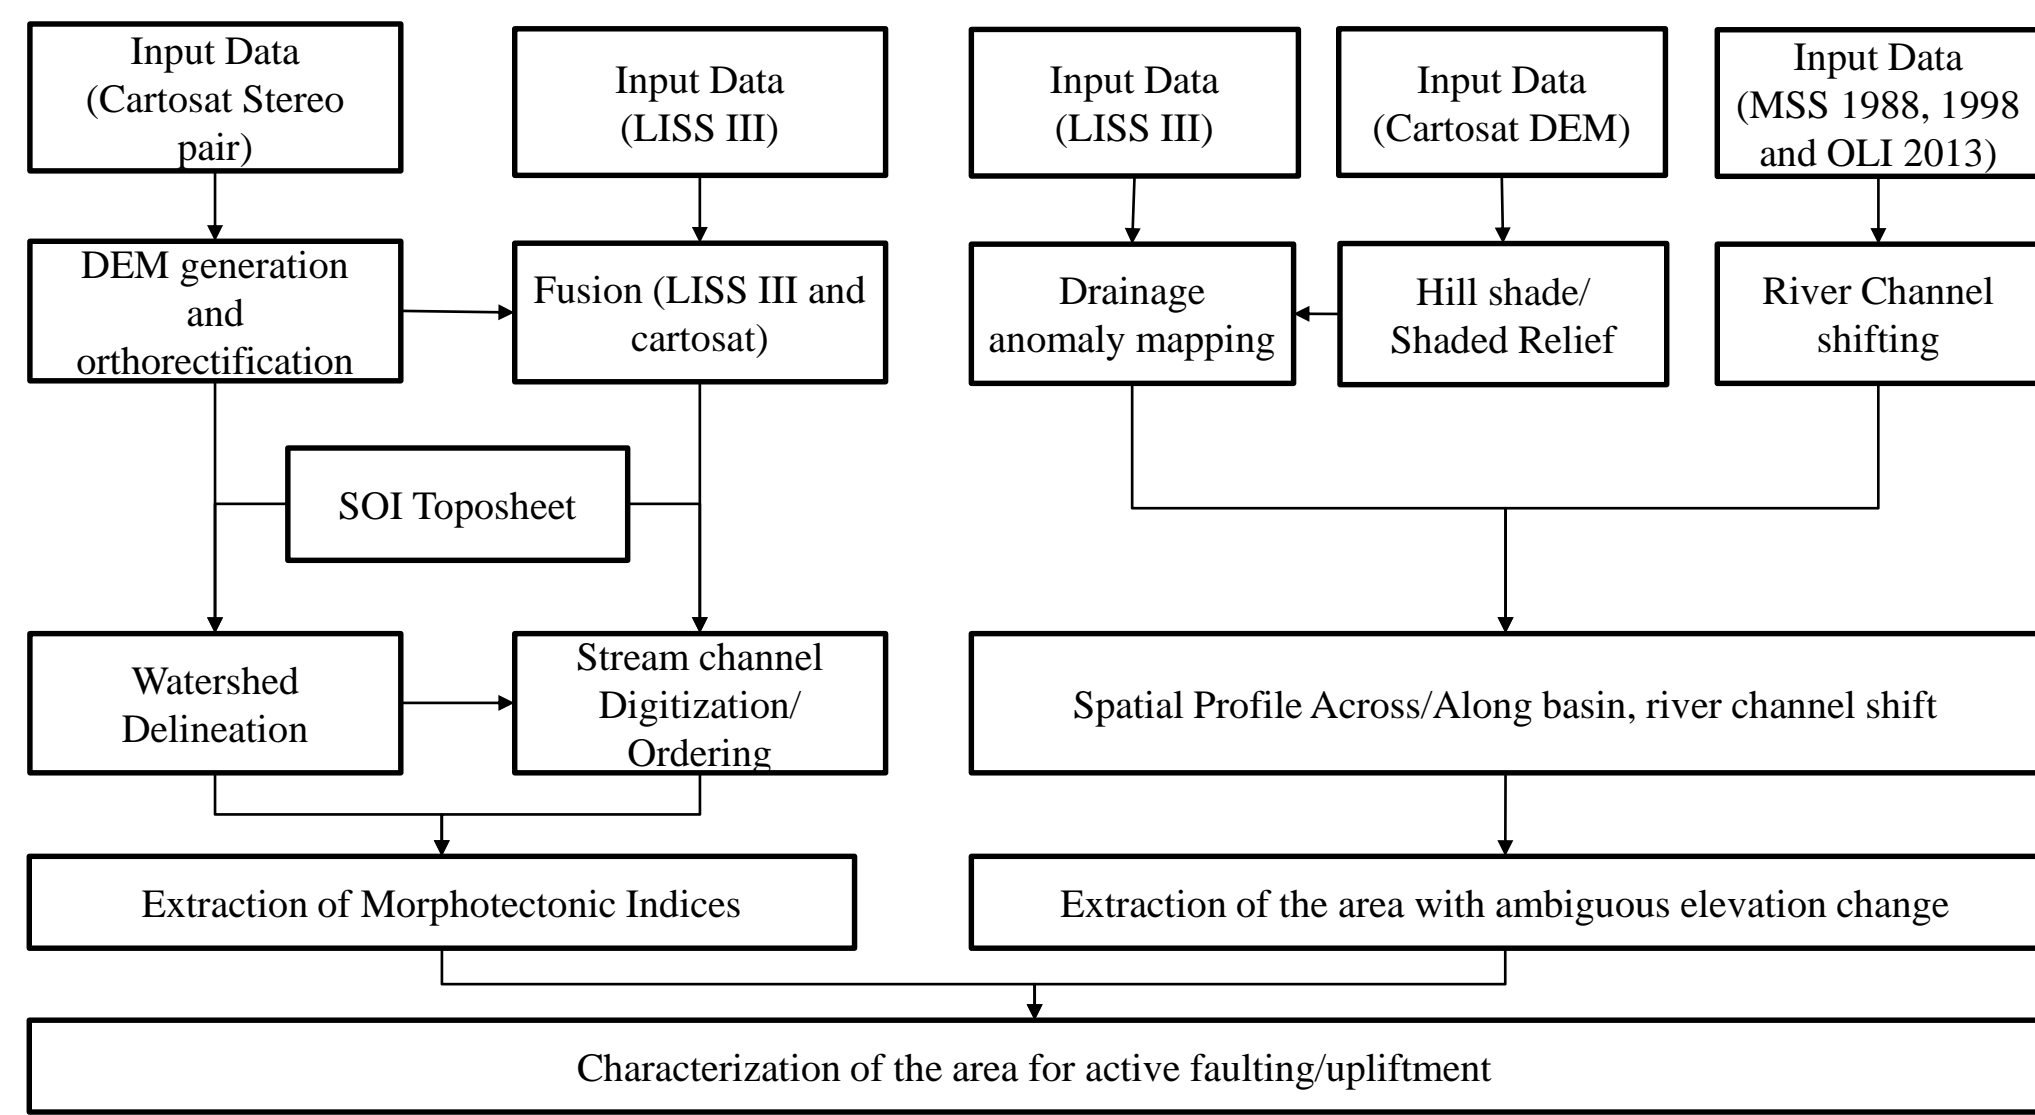 Input Data
(Cartosat Stereo
pair)
Input Data
(LISS III)
Input Data
(LISS III)
Input Data
(Cartosat DEM)
Input Data
(MSS 1988, 1998
and OLI 2013)
DEM generation
and
orthorectification
Fusion (LISS III and
cartosat)
Drainage
anomaly mapping
Hill shade/
Shaded Relief
River Channel
shifting
SOI Toposheet
Watershed
Delineation
Stream channel
Digitization/
Ordering
Spatial Profile Across/Along basin, river channel shift
Extraction of Morphotectonic Indices
Extraction of the area with ambiguous elevation change
Characterization of the area for active faulting/upliftment